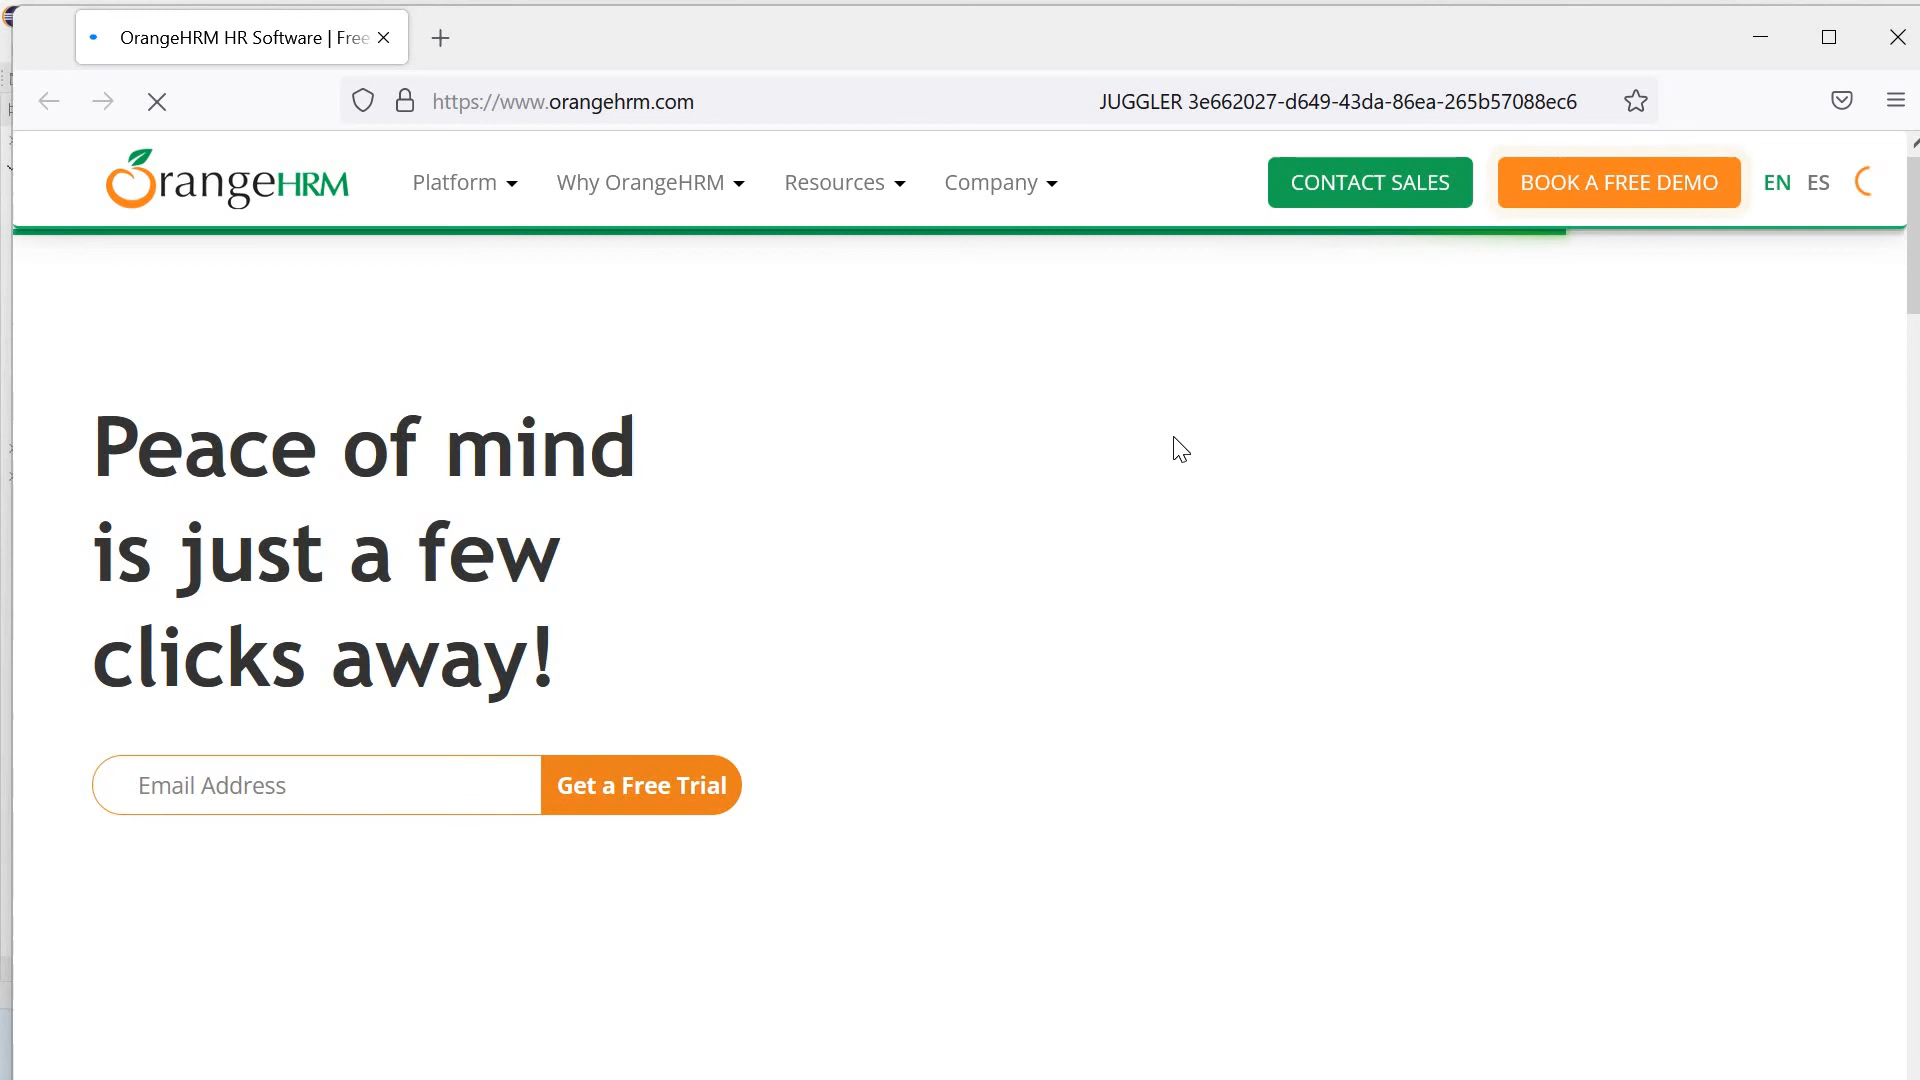 OrangeHRM HR Software | Free
https://www.orangehrm.com
JUGGLER 3e662027-d649-43da-86ea-265b57088ec6
OrangeHRM
Platform
Why OrangeHRM
Resources
Company
CONTACT SALES
BOOK A FREE DEMO
EN
ES
Peace of mind
is just a few
clicks away!
Email Address
Get a Free Trial